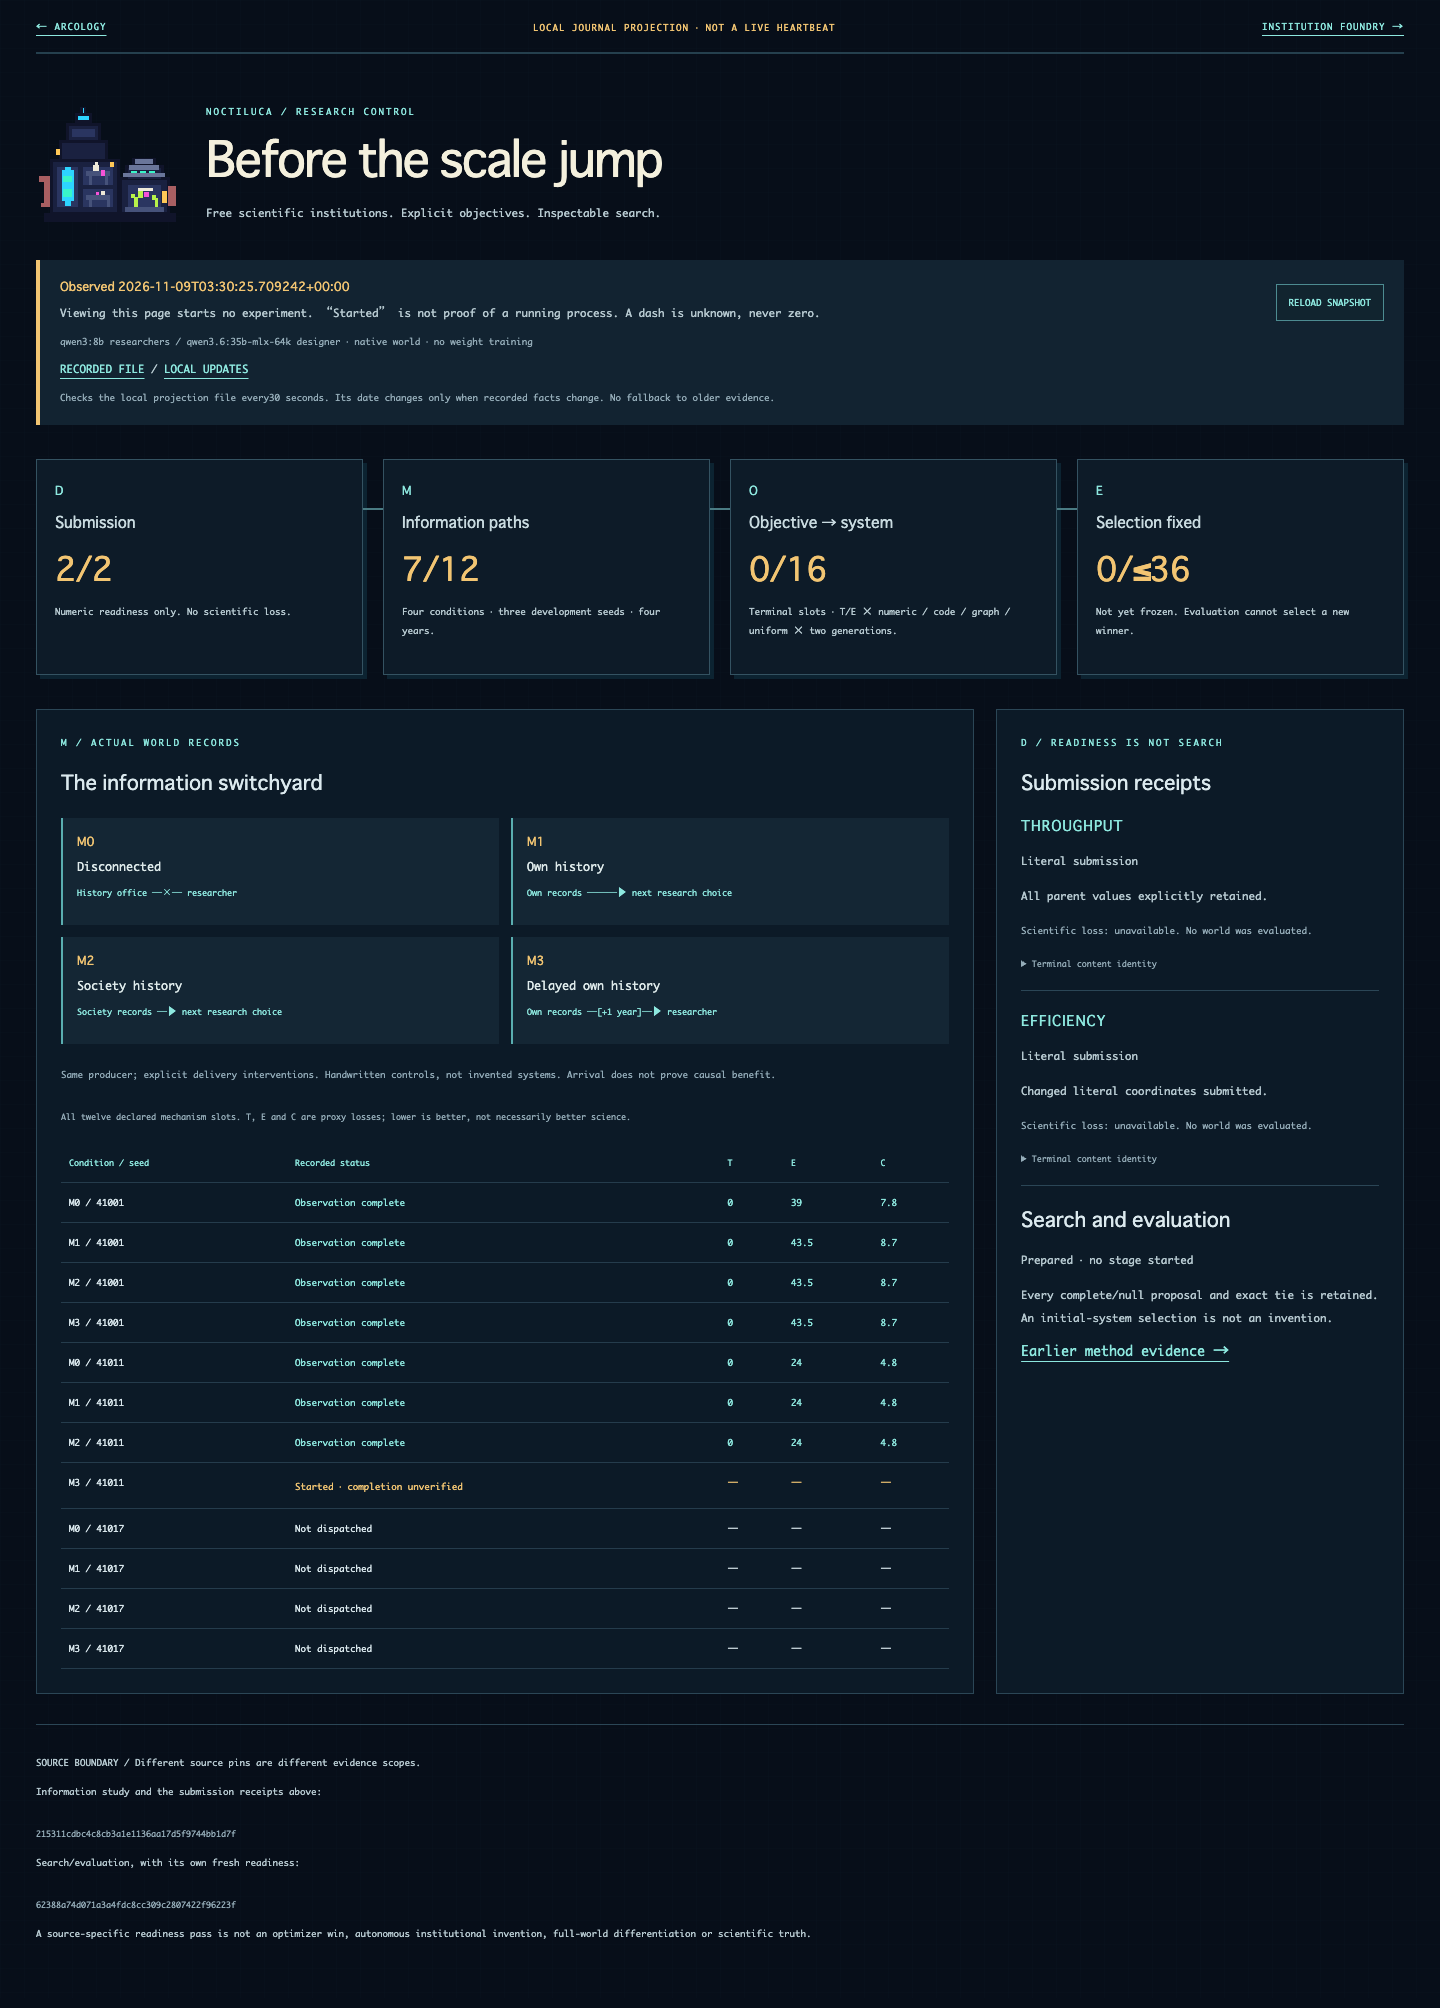 ← ARCOLOGY
LOCAL JOURNAL PROJECTION · NOT A LIVE HEARTBEAT
INSTITUTION FOUNDRY →
NOCTILUCA / RESEARCH CONTROL
Before the scale jump
Free scientific institutions. Explicit objectives. Inspectable search.
Observed 2026-11-09T03:30:25.709242+00:00
Viewing this page starts no experiment. “Started” is not proof of a running process. A dash is unknown, never zero.
qwen3:8b researchers / qwen3.6:35b-mlx-64k designer · native world · no weight training
RECORDED FILE / LOCAL UPDATES
Checks the local projection file every30 seconds. Its date changes only when recorded facts change. No fallback to older evidence.
RELOAD SNAPSHOT
D
Submission
2/2
Numeric readiness only. No scientific loss.
M
Information paths
7/12
Four conditions · three development seeds · four
years.
O
Objective → system
0/16
Terminal slots · T/E × numeric / code / graph /
uniform × two generations.
E
Selection fixed
0/≤36
Not yet frozen. Evaluation cannot select a new
winner.
M / ACTUAL WORLD RECORDS
The information switchyard
M0
Disconnected
History office —×— researcher
M1
Own history
Own records ———▶ next research choice
M2
Society history
Society records —▶ next research choice
M3
Delayed own history
Own records —[+1 year]—▶ researcher
Same producer; explicit delivery interventions. Handwritten controls, not invented systems. Arrival does not prove causal benefit.
All twelve declared mechanism slots. T, E and C are proxy losses; lower is better, not necessarily better science.
Condition / seed Recorded status T E C
M0 / 41001 Observation complete 0 39 7.8
M1 / 41001 Observation complete 0 43.5 8.7
M2 / 41001 Observation complete 0 43.5 8.7
M3 / 41001 Observation complete 0 43.5 8.7
M0 / 41011 Observation complete 0 24 4.8
M1 / 41011 Observation complete 0 24 4.8
M2 / 41011 Observation complete 0 24 4.8
M3 / 41011 Started · completion unverified — — —
M0 / 41017 Not dispatched — — —
M1 / 41017 Not dispatched — — —
M2 / 41017 Not dispatched — — —
M3 / 41017 Not dispatched — — —
D / READINESS IS NOT SEARCH
Submission receipts
THROUGHPUT
Literal submission
All parent values explicitly retained.
Scientific loss: unavailable. No world was evaluated.
▶ Terminal content identity
EFFICIENCY
Literal submission
Changed literal coordinates submitted.
Scientific loss: unavailable. No world was evaluated.
▶ Terminal content identity
Search and evaluation
Prepared · no stage started
Every complete/null proposal and exact tie is retained.
An initial-system selection is not an invention.
Earlier method evidence →
SOURCE BOUNDARY / Different source pins are different evidence scopes.
Information study and the submission receipts above:
215311cdbc4c8cb3a1e1136aa17d5f9744bb1d7f
Search/evaluation, with its own fresh readiness:
62388a74d071a3a4fdc8cc309c2807422f96223f
A source-specific readiness pass is not an optimizer win, autonomous institutional invention, full-world differentiation or scientific truth.